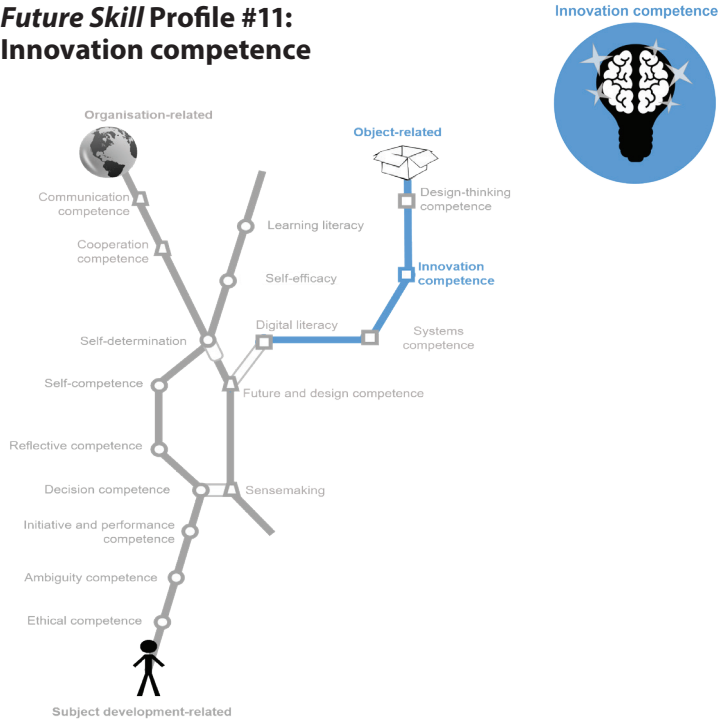 Future Skill Profile #11:
Innovation competence
Innovation competence
Organisation-related
Object-related
Communication
competence
Design-thinking
competence
Learning literacy
Cooperation
competence
Innovation
competence
Self-efficacy
Digital literacy
Systems
competence
Self-determination
Self-competence
Future and design competence
Reflective competence
Decision competence
Sensemaking
Initiative and performance
competence
Ambiguity competence
Ethical competence
Subject development-related